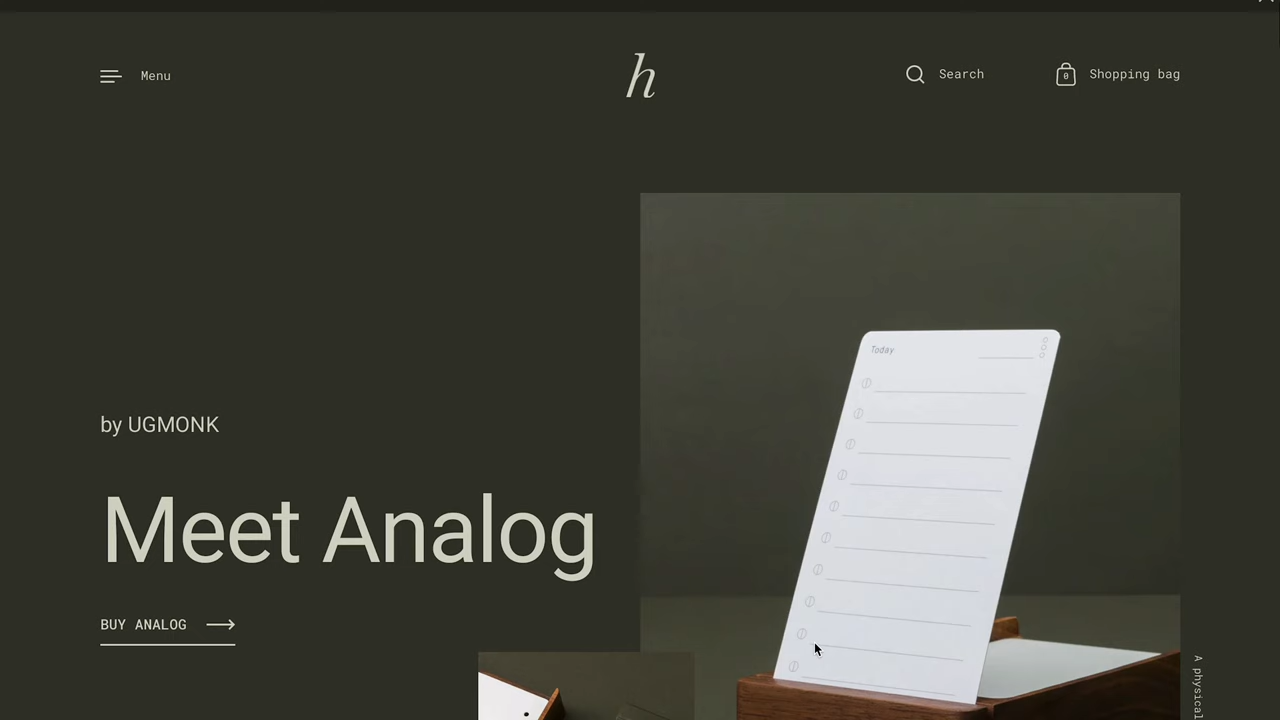 Menu
h
Search
0
Shopping bag
Today
by UGMONK
Meet Analog
BUY ANALOG
A physical